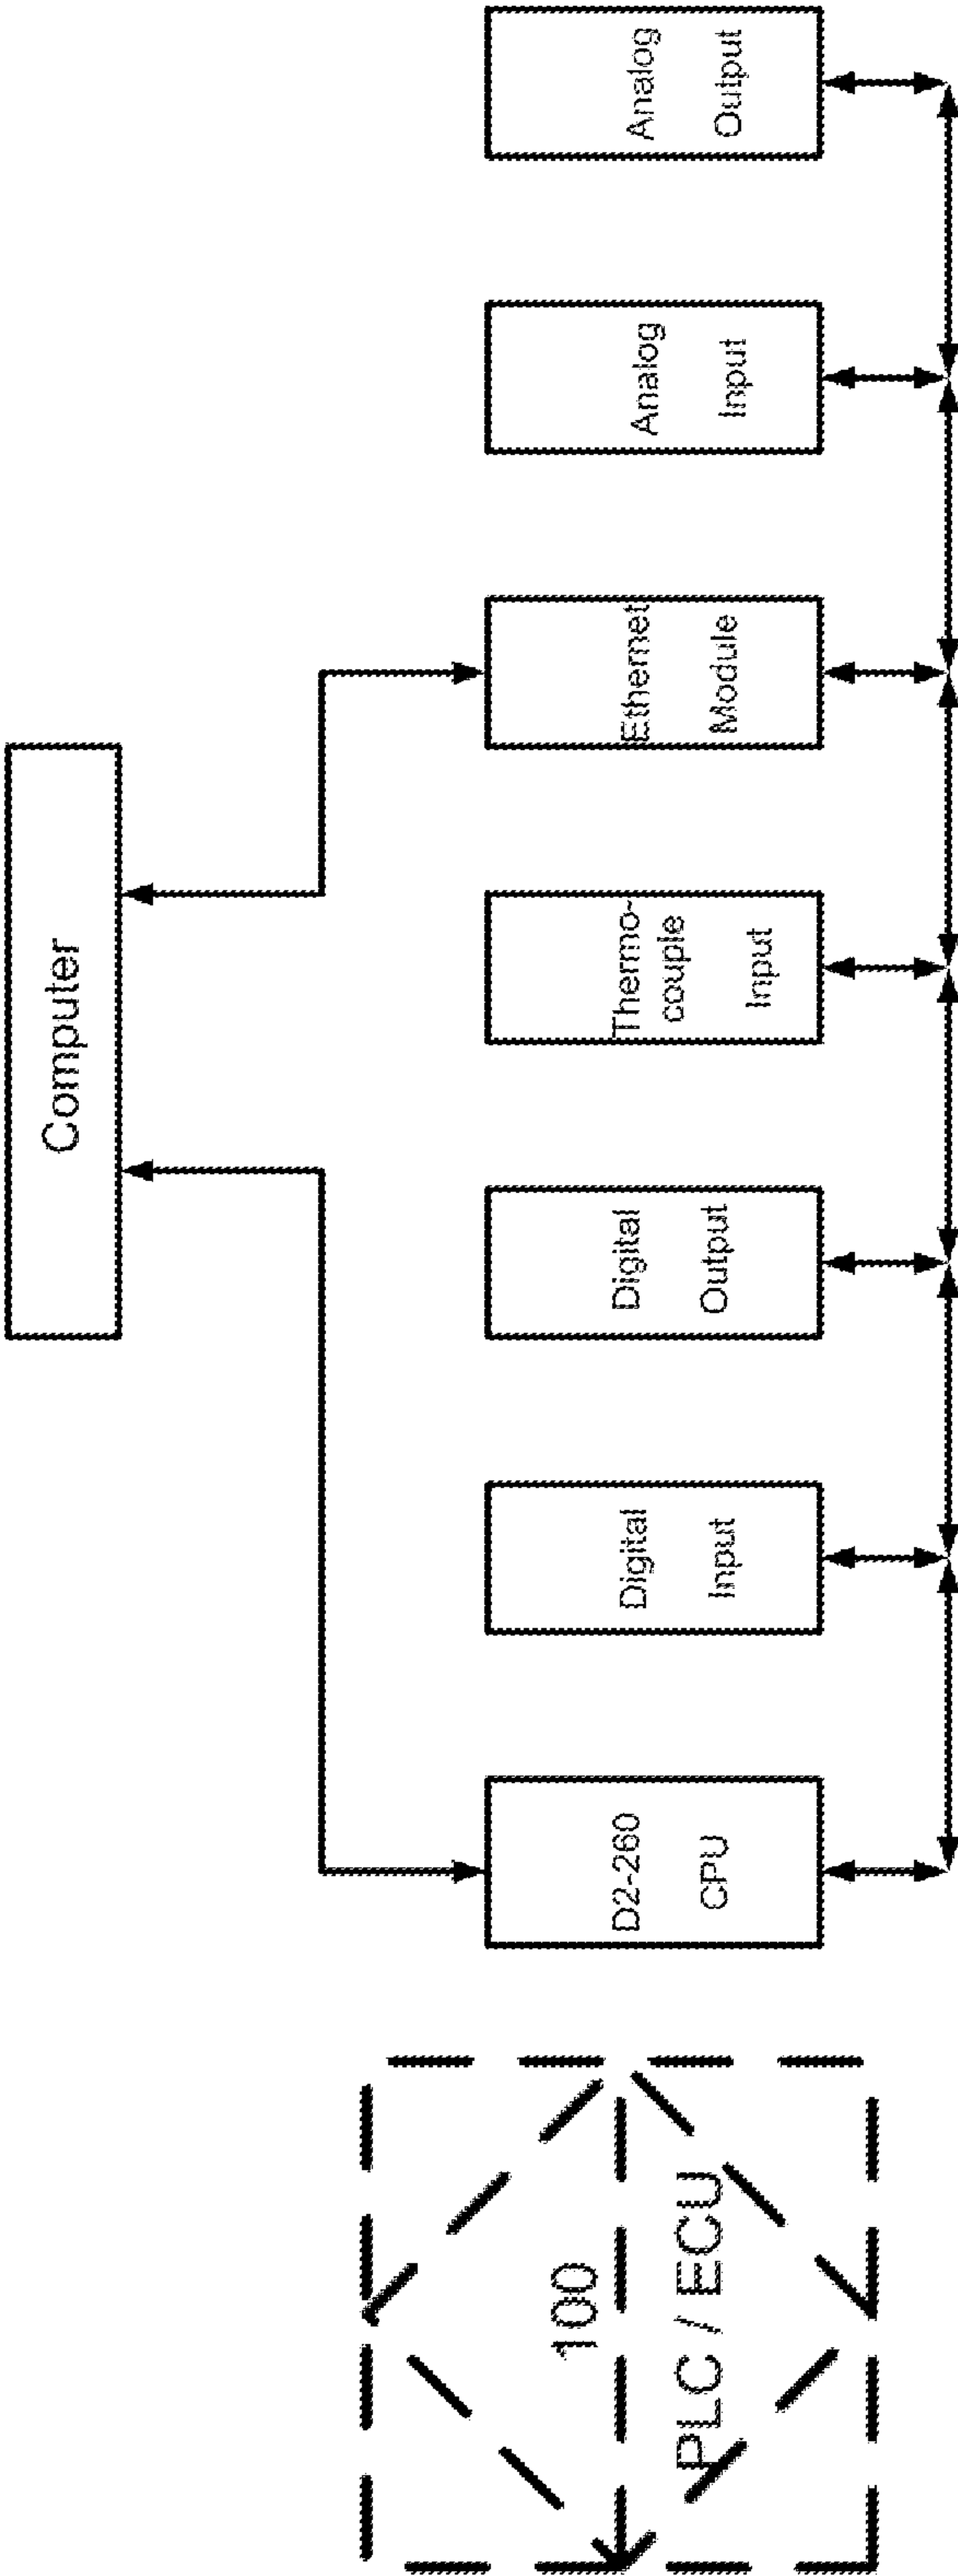 Computer
100
PLC / ECU
D2-260
CPU
Digital
Input
Digital
Output
Thermo-
couple
Input
Ethernet
Module
Analog
Input
Analog
Output